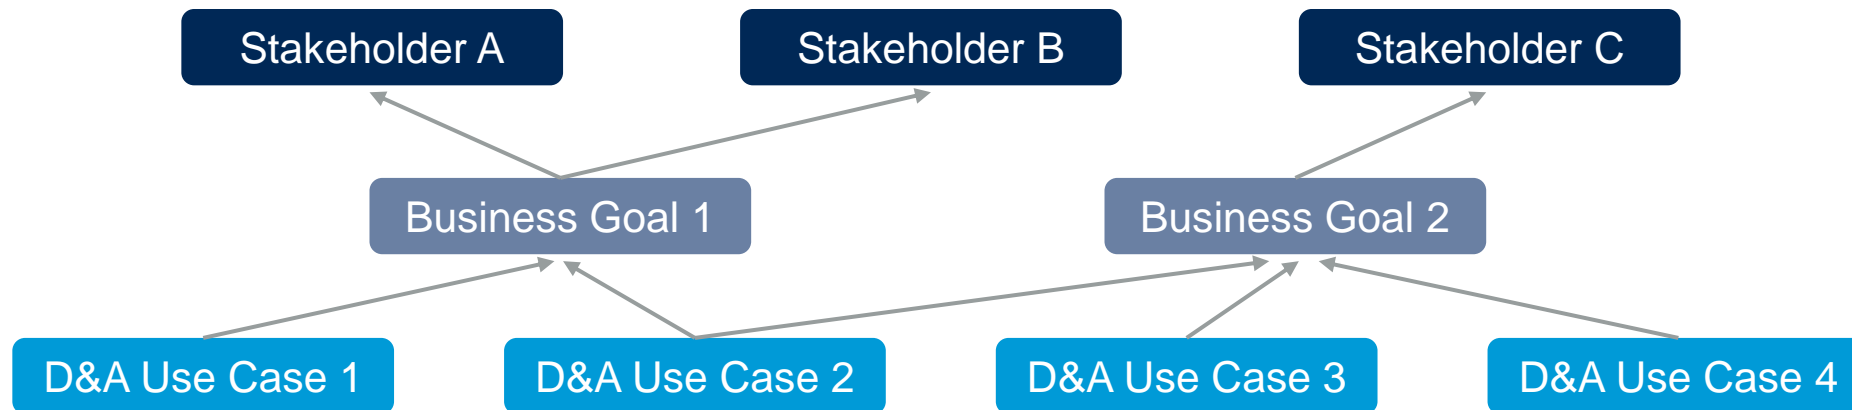 Stakeholder A
Stakeholder B
Stakeholder C
Business Goal 1
Business Goal 2
D&A Use Case 1
D&A Use Case 2
D&A Use Case 3
D&A Use Case 4